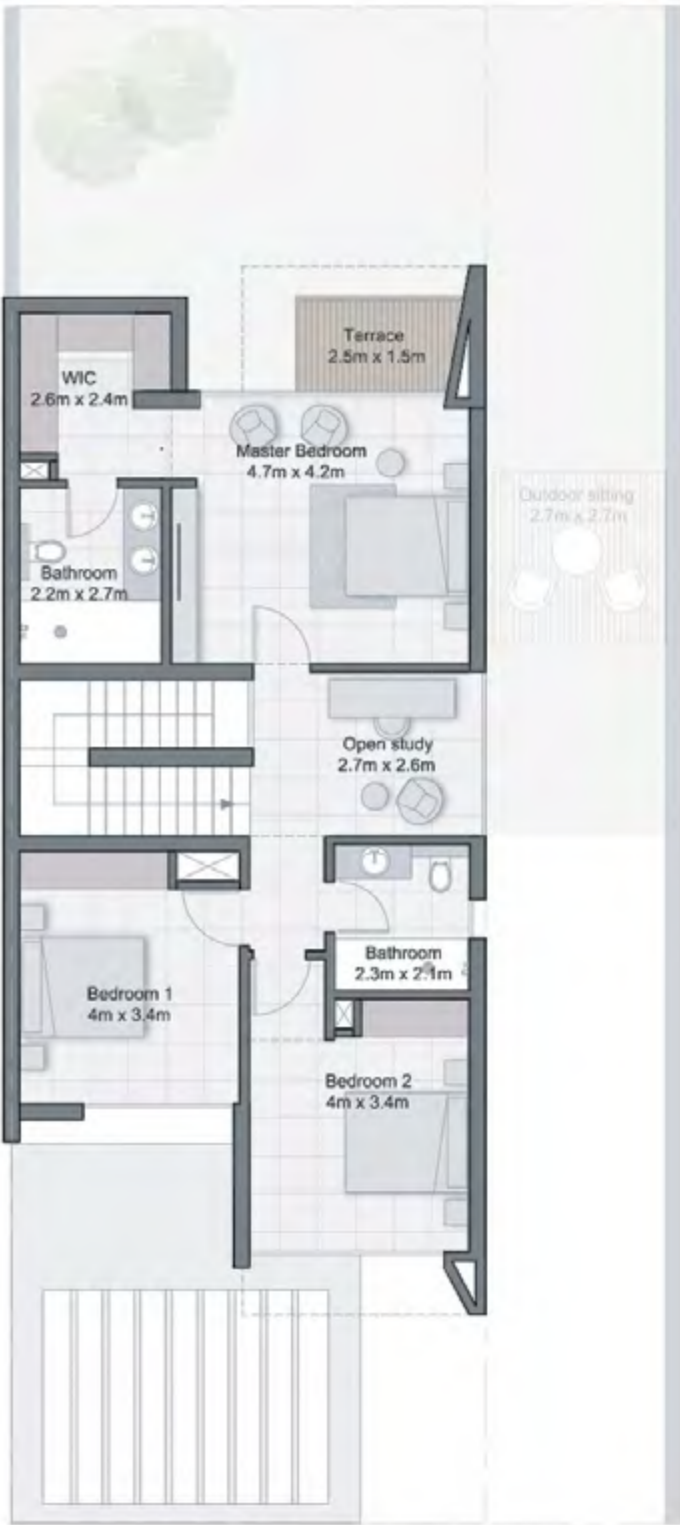 Terrace
2.5m x 1.5m
WIC
2.6m x 2.4m
Master Bedroom
4.7m x 4.2m
Outdoor sitting
2.7m x 2.7m
Bathroom
2.2m x 2.7m
Open study
2.7m x 2.6m
Bathroom
2.3m x 2.1m
Bedroom 1
4m x 3.4m
Bedroom 2
4m x 3.4m